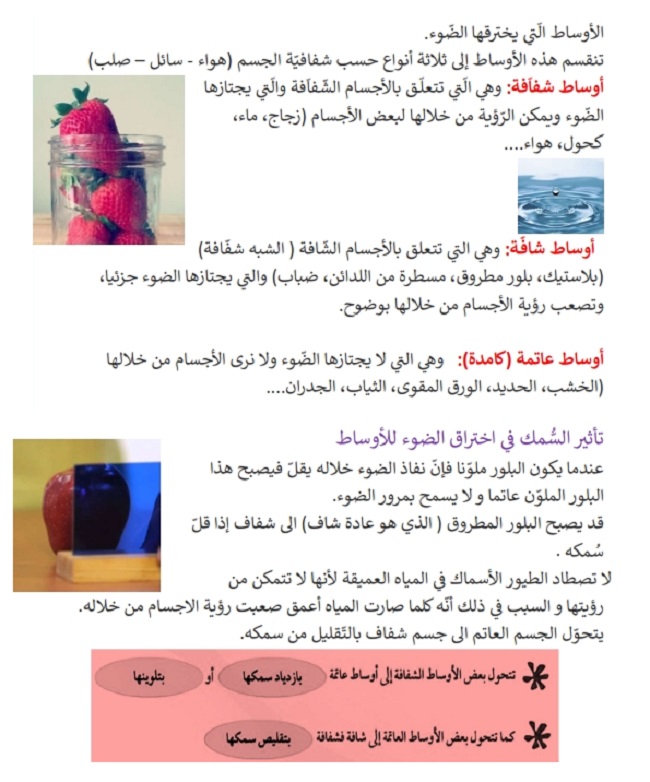 الأوساط الّتي يخترقها الضّوء.
تنقسم هذه الأوساط إلى ثلاثة أنواع حسب شفافيّة الجسم (هواء - سائل – صلب)
أوساط شفاّفة: وهي الّتي تتعلّق بالأجسام الشّفاّفة والّتي يجتازها
الضّوء ويمكن الرّؤية من خلالها لبعض الأجسام (زجاج، ماء،
كحول، هواء....
أوساط شافّة: وهي التي تتعلق بالأجسام الشّافة ( الشبه شفّافة)
(بلاستيك، بلور مطروق، مسطرة من اللدائن، ضباب) والتي يجتازها الضوء جزئيا،
وتصعب رؤية الأجسام من خلالها بوضوح.
أوساط عاتمة (كامدة): وهي التي لا يجتازها الضّوء ولا نرى الأجسام من خلالها
(الخشب، الحديد، الورق المقوى، الثياب، الجدران....
تأثير السُّمك في اختراق الضوء للأوساط
عندما يكون البلور ملوّنا فإنّ نفاذ الضوء خلاله يقلّ فيصبح هذا
البلور الملوّن عاتما و لا يسمح بمرور الضوء.
قد يصبح البلور المطروق ( الذي هو عادة شاف) الى شفاف إذا قلّ
سُمكه .
لا تصطاد الطيور الأسماك في المياه العميقة لأنها لا تتمكن من
رؤيتها و السبب في ذلك أنّه كلما صارت المياه أعمق صعبت رؤية الاجسام من خلاله.
يتحوّل الجسم العاتم الى جسم شفاف بالتّقليل من سمكه.
تتحول بعض الأوساط الشفافة إلى أوساط عاتمة بازدياد سمكها أو بتلوينها
كما تتحول بعض الأوساط العاتمة إلى شافة فشفافة بتقليص سمكها